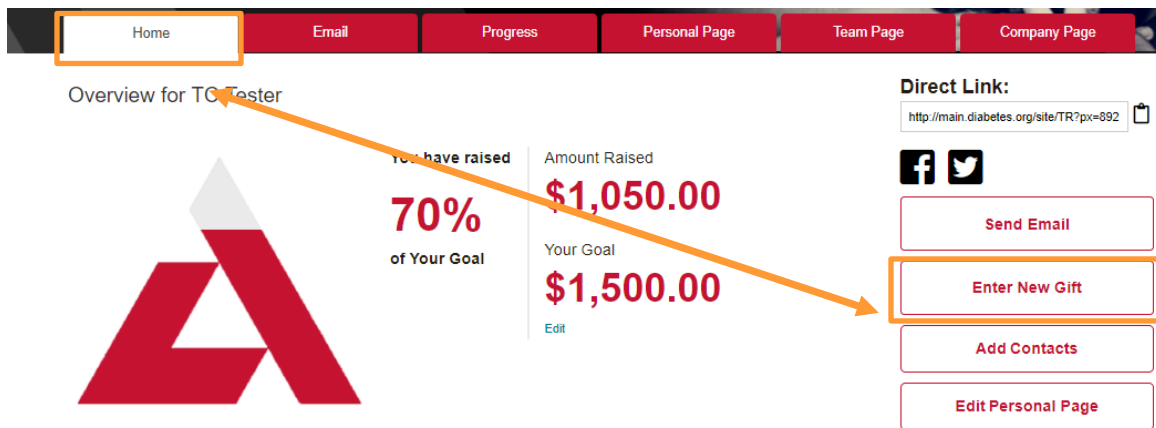 Home
Email
Progress
Personal Page
Team Page
Company Page
Overview for TC Tester
You have raised
70%
of Your Goal
Amount Raised
$1,050.00
Your Goal
$1,500.00
Edit
Direct Link:
http://main.diabetes.org/site/TR?px=892
Send Email
Enter New Gift
Add Contacts
Edit Personal Page